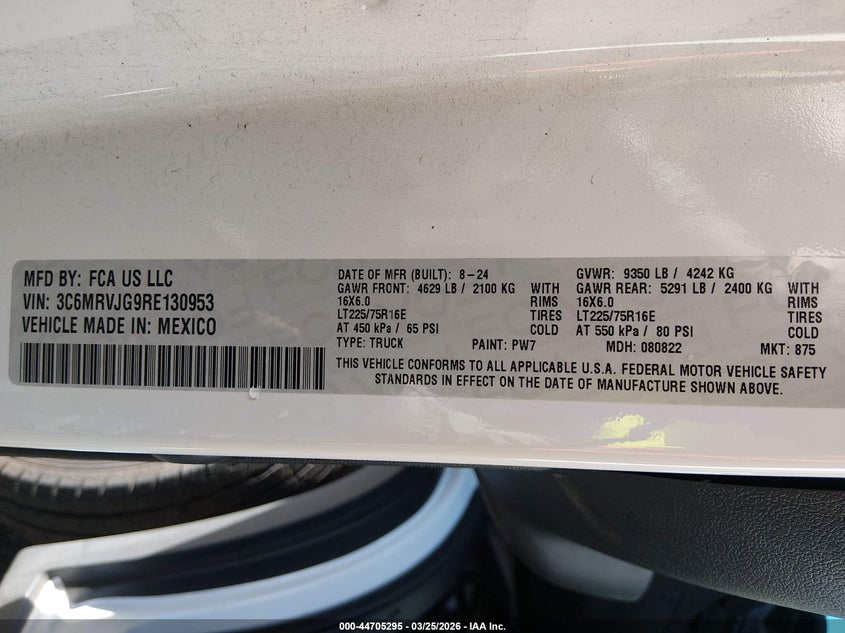 MFD BY: FCA US LLC
VIN: 3C6MRVJG9RE130953
VEHICLE MADE IN: MEXICO
DATE OF MFR (BUILT): 8-24
GAWR FRONT: 4629 LB / 2100 KG WITH
16X6.0 RIMS
LT225/75R16E TIRES
AT 450 kPa / 65 PSI COLD
TYPE: TRUCK PAINT: PW7
GVWR: 9350 LB / 4242 KG
GAWR REAR: 5291 LB / 2400 KG WITH
16X6.0 RIMS
LT225/75R16E TIRES
AT 550 kPa / 80 PSI COLD
MDH: 080822 MKT: 875
THIS VEHICLE CONFORMS TO ALL APPLICABLE U.S.A. FEDERAL MOTOR VEHICLE SAFETY
STANDARDS IN EFFECT ON THE DATE OF MANUFACTURE SHOWN ABOVE.
000-44705295 - 03/25/2026 - IAA Inc.